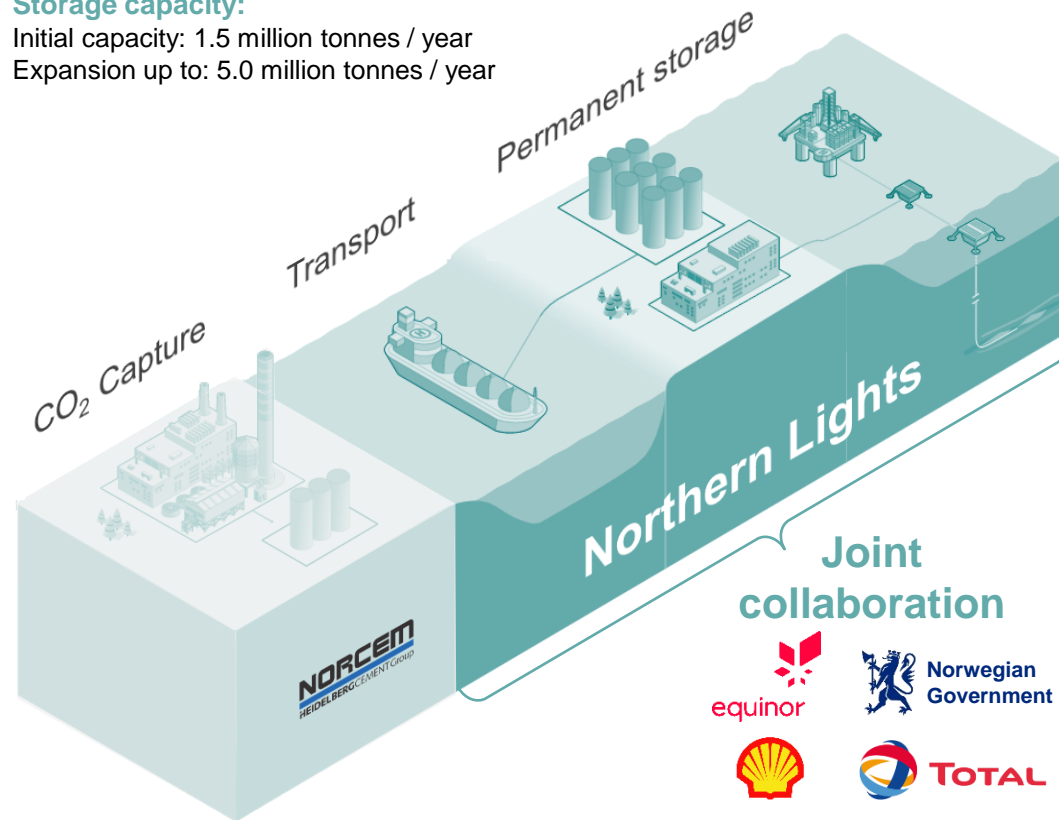 Storage capacity:
Initial capacity: 1.5 million tonnes / year
Expansion up to: 5.0 million tonnes / year
Permanent storage
Transport
CO₂ Capture
H
Northern Lights
NORCEM
HEIDELBERGCEMENT Group
Joint
collaboration
equinor
Norwegian
Government
TOTAL